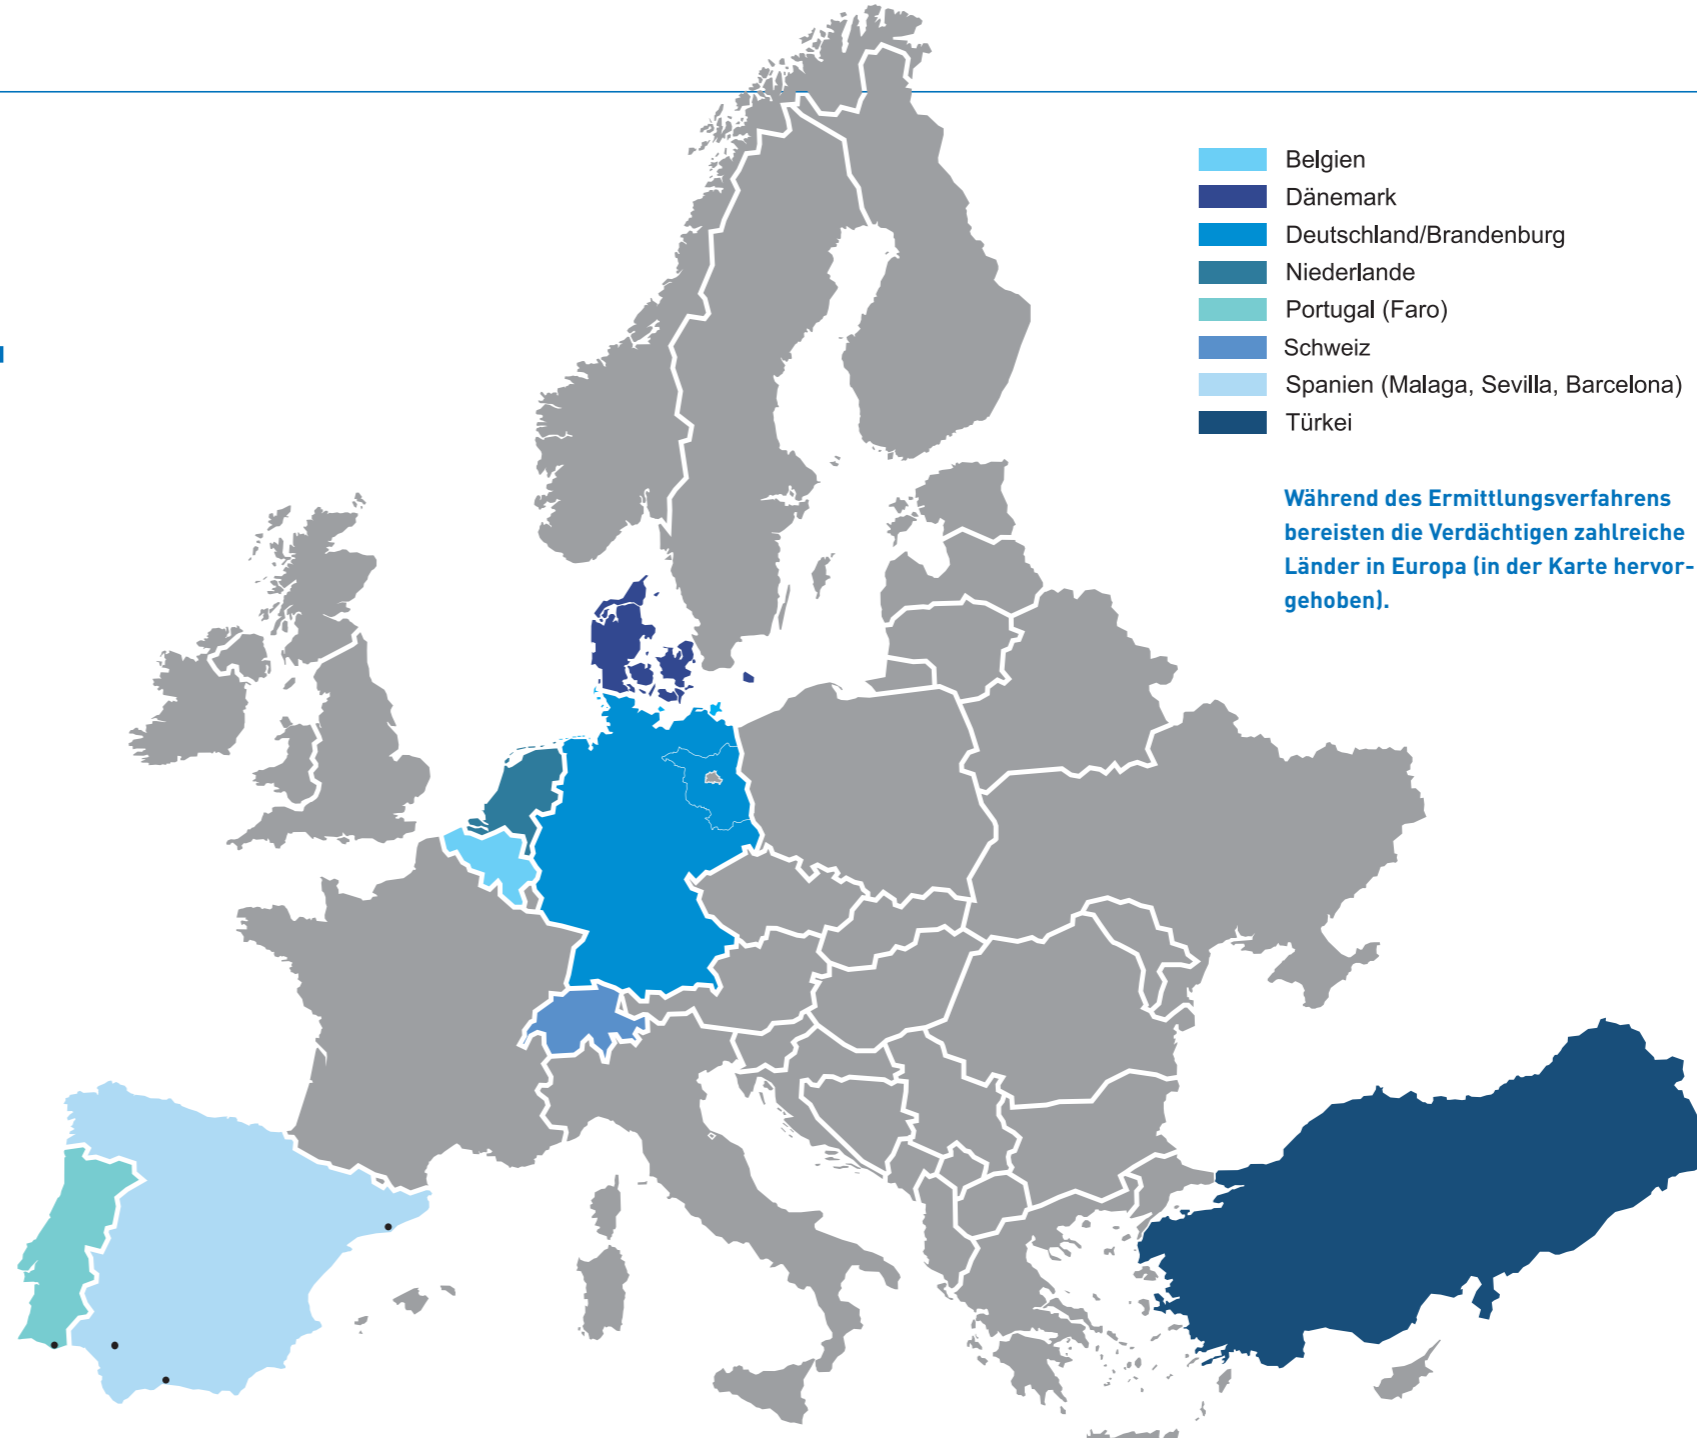 Belgien
Dänemark
Deutschland/Brandenburg
Niederlande
Portugal (Faro)
Schweiz
Spanien (Malaga, Sevilla, Barcelona)
Türkei
Während des Ermittlungsverfahrens
bereisten die Verdächtigen zahlreiche
Länder in Europa (in der Karte hervor-
gehoben).